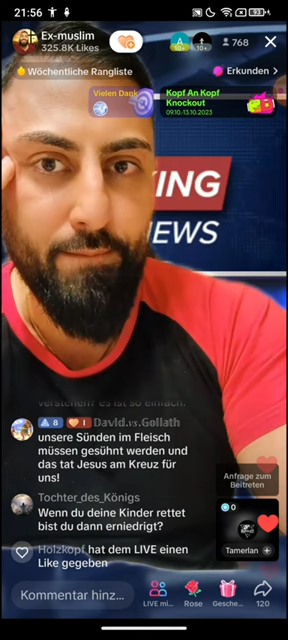 21:56
93
Ex-muslim
325.8K Likes
10+
10+
768
Wöchentliche Rangliste
Erkunden >
Vielen Dank
Kopf An Kopf
Knockout
09.10-13.10.2023
KING
NEWS
verstehen? es ist so einfach.
8
1
David.vs.Goliath
unsere Sünden im Fleisch
müssen gesühnt werden und
das tat Jesus am Kreuz für
uns!
Tochter_des_Königs
Wenn du deine Kinder rettest
bist du dann erniedrigt?
Holzkopf hat dem LIVE einen
Like gegeben
Anfrage zum
Beitreten
0
Tamerlan +
Kommentar hinz...
LIVE mi...
Rose
Gesche...
120